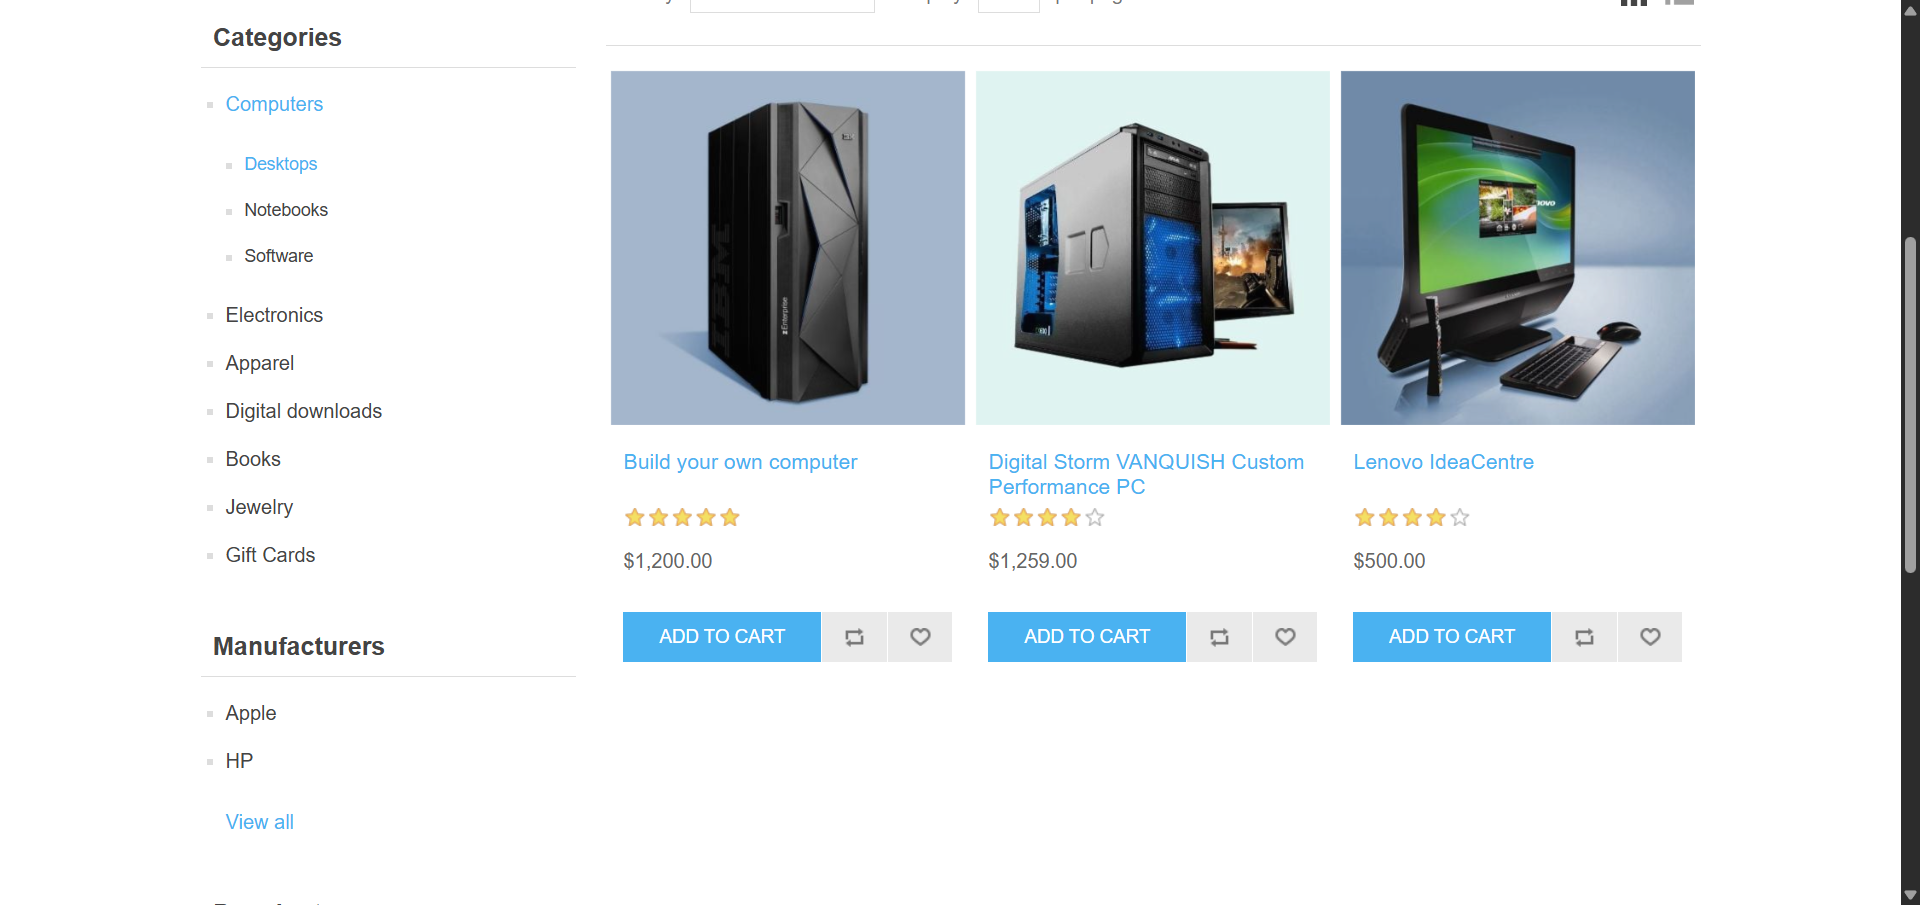 Categories
Computers
Desktops
Notebooks
Software
Electronics
Apparel
Digital downloads
Books
Jewelry
Gift Cards
Manufacturers
Apple
HP
View all
IBM
zEnterprise
Build your own computer
$1,200.00
ADD TO CART
Digital Storm VANQUISH Custom
Performance PC
$1,259.00
ADD TO CART
Lenovo IdeaCentre
$500.00
ADD TO CART